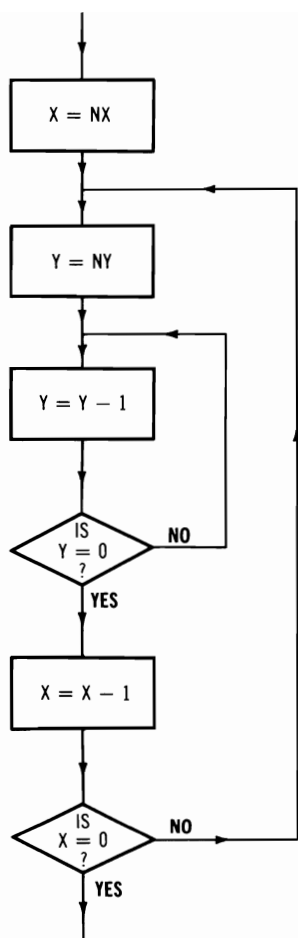 X = NX
Y = NY
Y = Y − 1
IS
Y = 0
?
NO
YES
X = X − 1
IS
X = 0
?
NO
YES